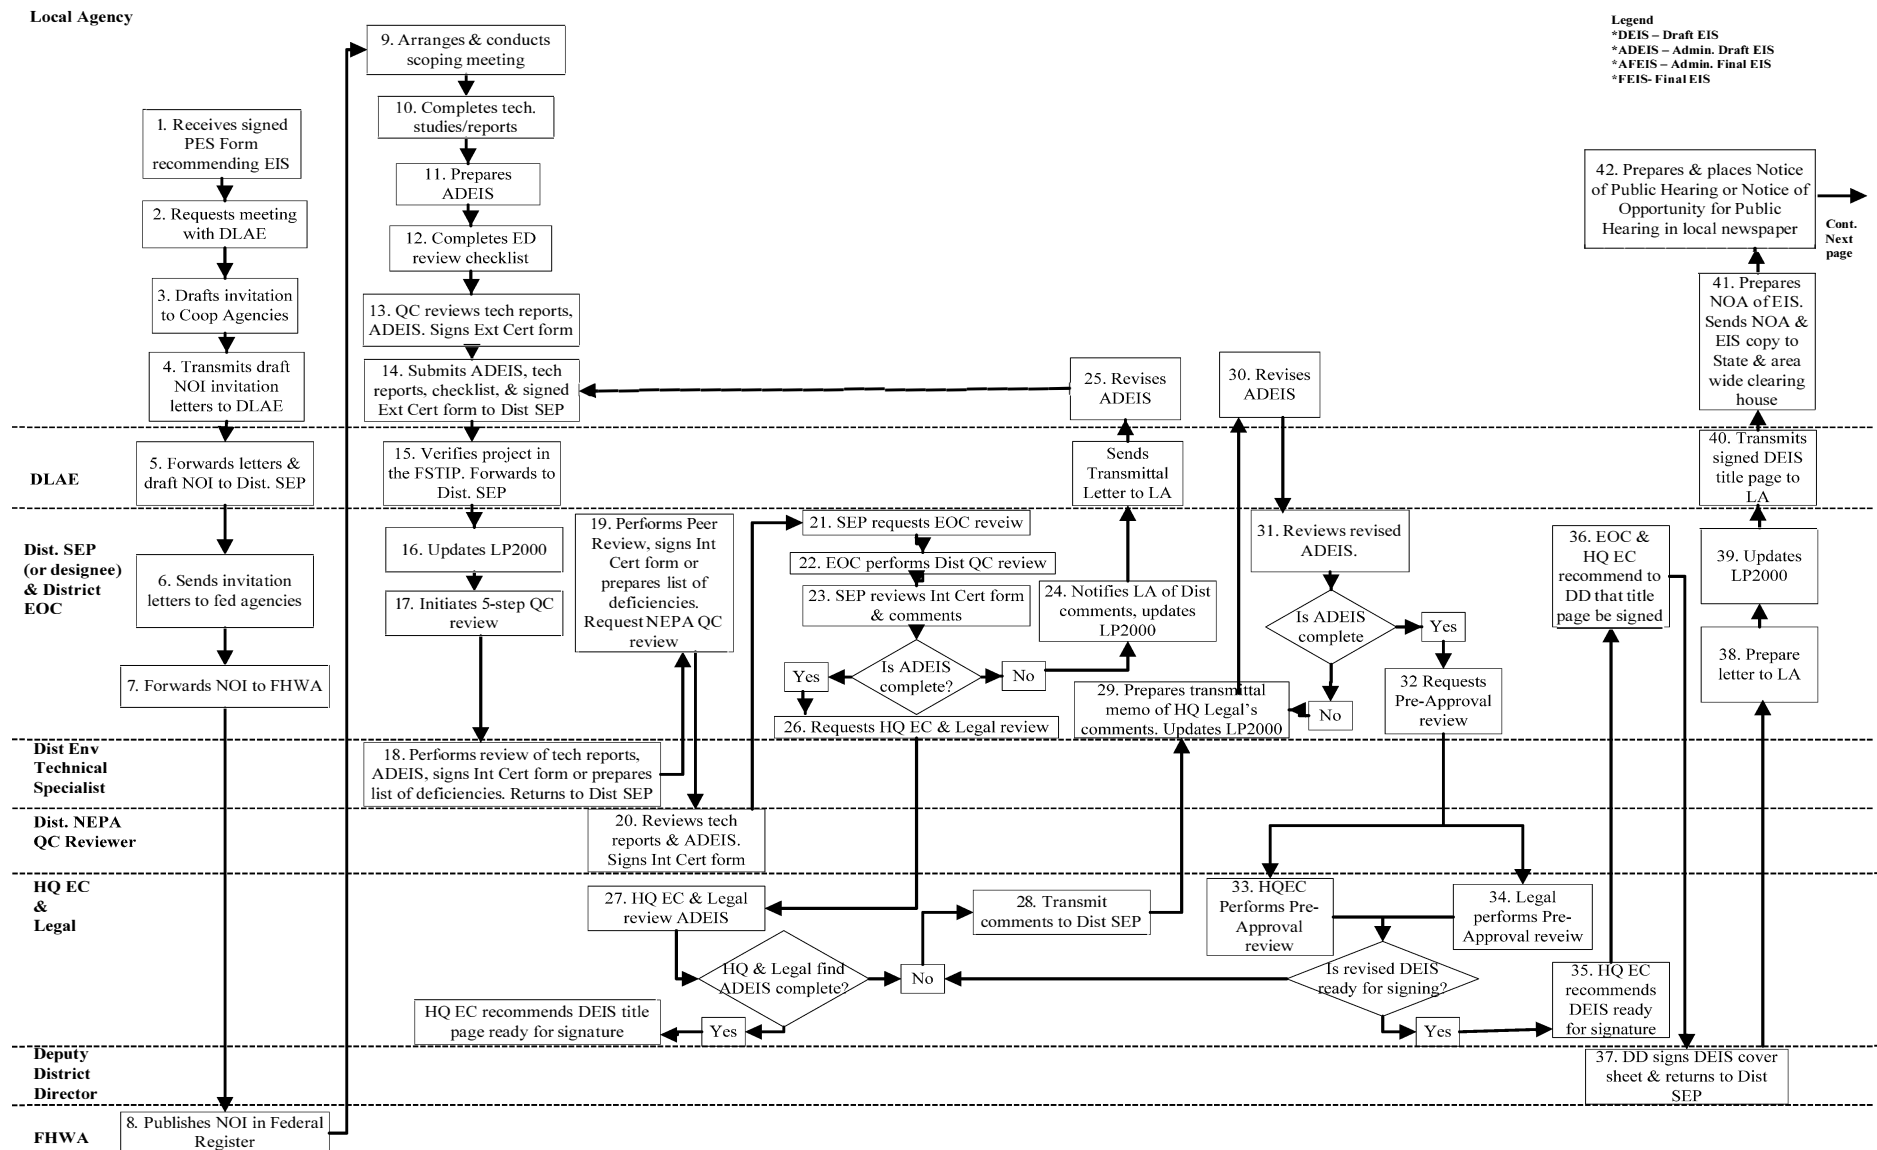 Local Agency
Legend
*DEIS – Draft EIS
*ADEIS – Admin. Draft EIS
*AFEIS – Admin. Final EIS
*FEIS- Final EIS
1. Receives signed
PES Form
recommending EIS
2. Requests meeting
with DLAE
3. Drafts invitation
to Coop Agencies
4. Transmits draft
NOI invitation
letters to DLAE
9. Arranges & conducts
scoping meeting
10. Completes tech.
studies/reports
11. Prepares
ADEIS
12. Completes ED
review checklist
13. QC reviews tech reports,
ADEIS. Signs Ext Cert form
14. Submits ADEIS, tech
reports, checklist, & signed
Ext Cert form to Dist SEP
25. Revises
ADEIS
30. Revises
ADEIS
42. Prepares & places Notice
of Public Hearing or Notice of
Opportunity for Public
Hearing in local newspaper
Cont.
Next
page
41. Prepares
NOA of EIS.
Sends NOA &
EIS copy to
State & area
wide clearing
house
DLAE
5. Forwards letters &
draft NOI to Dist. SEP
15. Verifies project in
the FSTIP. Forwards to
Dist. SEP
Sends
Transmittal
Letter to LA
40. Transmits
signed DEIS
title page to
LA
Dist. SEP
(or designee)
& District
EOC
6. Sends invitation
letters to fed agencies
7. Forwards NOI to FHWA
16. Updates LP2000
17. Initiates 5-step QC
review
19. Performs Peer
Review, signs Int
Cert form or
prepares list of
deficiencies.
Request NEPA QC
review
21. SEP requests EOC reveiw
22. EOC performs Dist QC review
23. SEP reviews Int Cert form
& comments
Is ADEIS
complete?
Yes
No
24. Notifies LA of Dist
comments, updates
LP2000
26. Requests HQ EC & Legal review
29. Prepares transmittal
memo of HQ Legal's
comments. Updates LP2000
31. Reviews revised
ADEIS.
Is ADEIS
complete
Yes
No
32 Requests
Pre-Approval
review
36. EOC &
HQ EC
recommend to
DD that title
page be signed
39. Updates
LP2000
38. Prepare
letter to LA
Dist Env
Technical
Specialist
18. Performs review of tech reports,
ADEIS, signs Int Cert form or prepares
list of deficiencies. Returns to Dist SEP
Dist. NEPA
QC Reviewer
20. Reviews tech
reports & ADEIS.
Signs Int Cert form
HQ EC
&
Legal
27. HQ EC & Legal
review ADEIS
HQ & Legal find
ADEIS complete?
No
Yes
HQ EC recommends DEIS title
page ready for signature
28. Transmit
comments to Dist SEP
33. HQEC
Performs Pre-
Approval
review
34. Legal
performs Pre-
Approval reveiw
Is revised DEIS
ready for signing?
Yes
35. HQ EC
recommends
DEIS ready
for signature
Deputy
District
Director
37. DD signs DEIS cover
sheet & returns to Dist
SEP
FHWA
8. Publishes NOI in Federal
Register